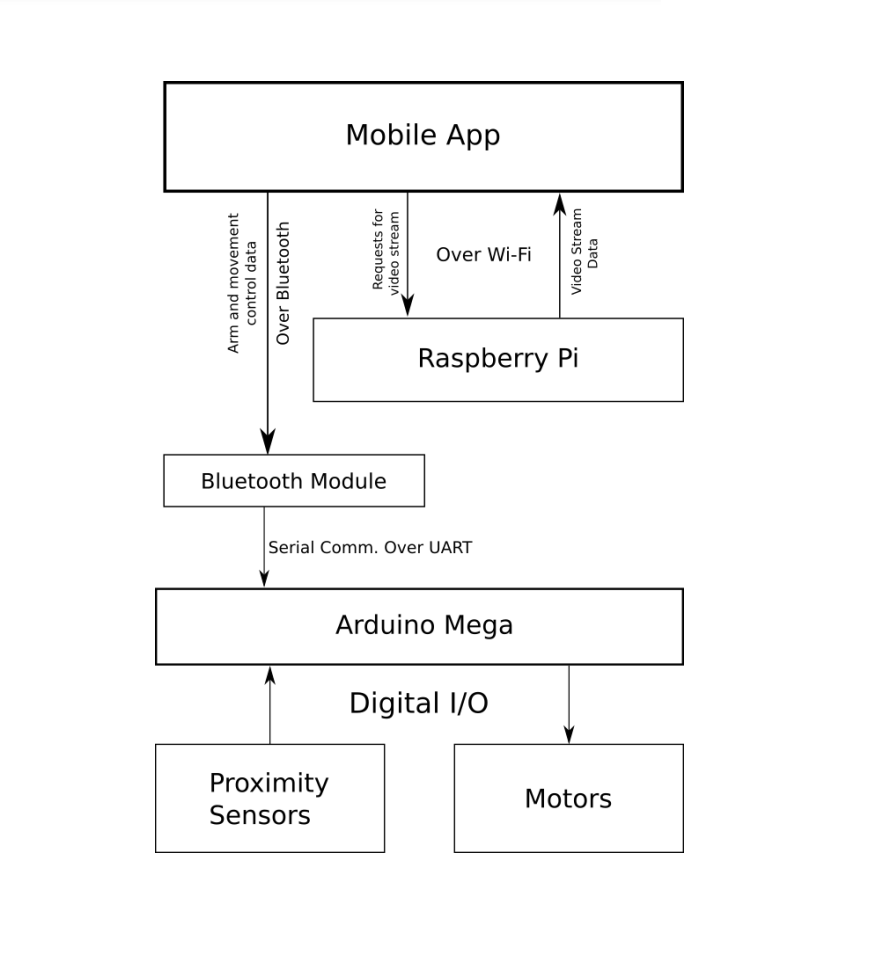 Mobile App
Arm and movement
control data
Over Bluetooth
Requests for
video stream
Over Wi-Fi
Video Stream
Data
Raspberry Pi
Bluetooth Module
Serial Comm. Over UART
Arduino Mega
Digital I/O
Proximity
Sensors
Motors